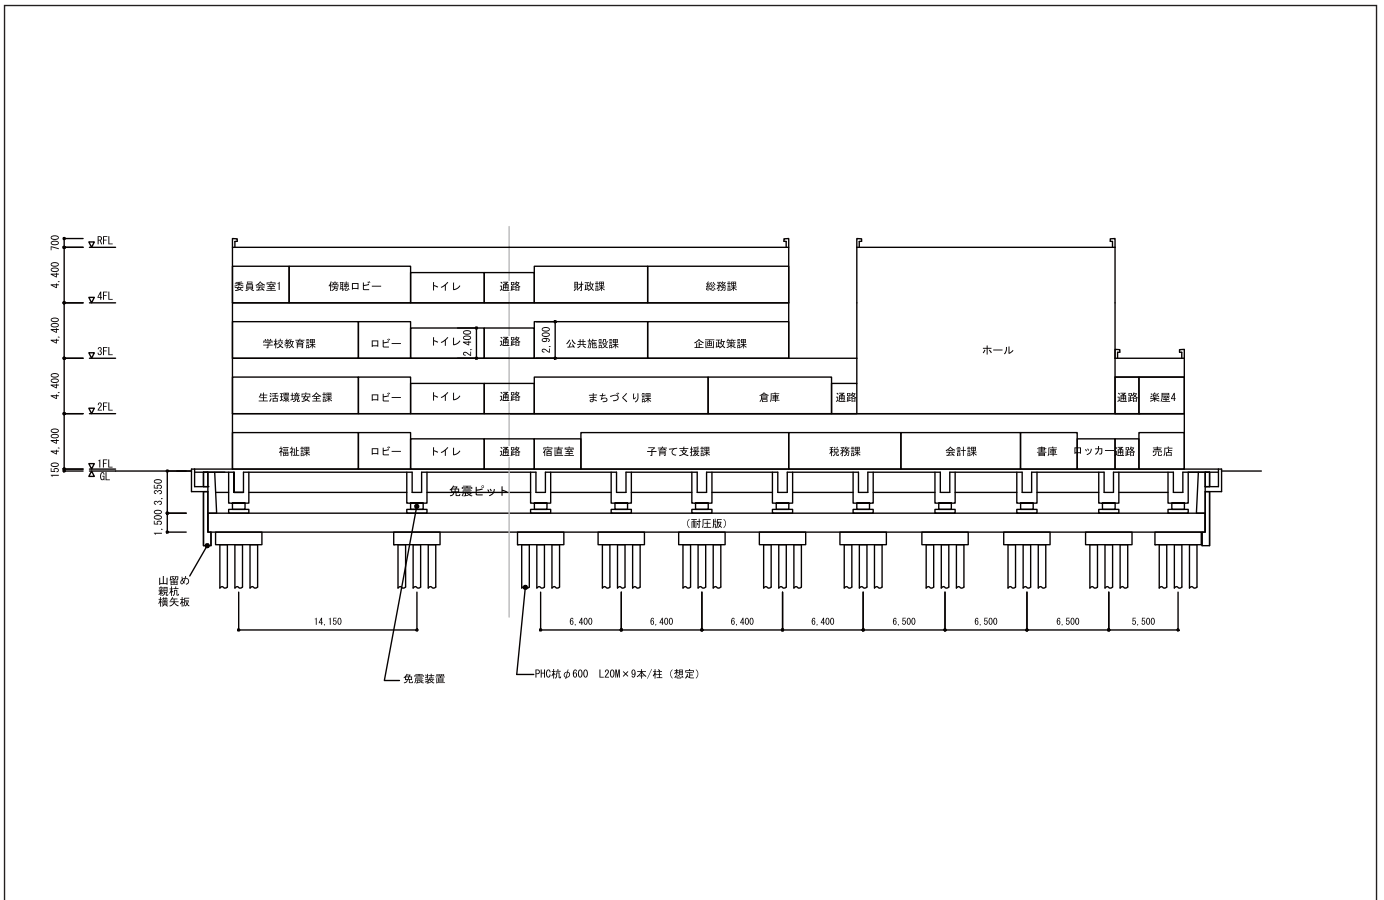 700
RFL
4,400
委員会室1 傍聴ロビー トイレ 通路 財政課 総務課
4FL
4,400
学校教育課 ロビー トイレ 2,400 通路 2,900 公共施設課 企画政策課
ホール
3FL
4,400
生活環境安全課 ロビー トイレ 通路 まちづくり課 倉庫 通路 通路 楽屋4
2FL
4,400
福祉課 ロビー トイレ 通路 宿直室 子育て支援課 税務課 会計課 書庫 ロッカー 通路 売店
1FL
150
GL
3,350
免震ピット
1,500
(耐圧版)
山留め
親杭
横矢板
14,150 6,400 6,400 6,400 6,400 6,500 6,500 6,500 5,500
免震装置
PHC杭φ600 L20M×9本/柱(想定)